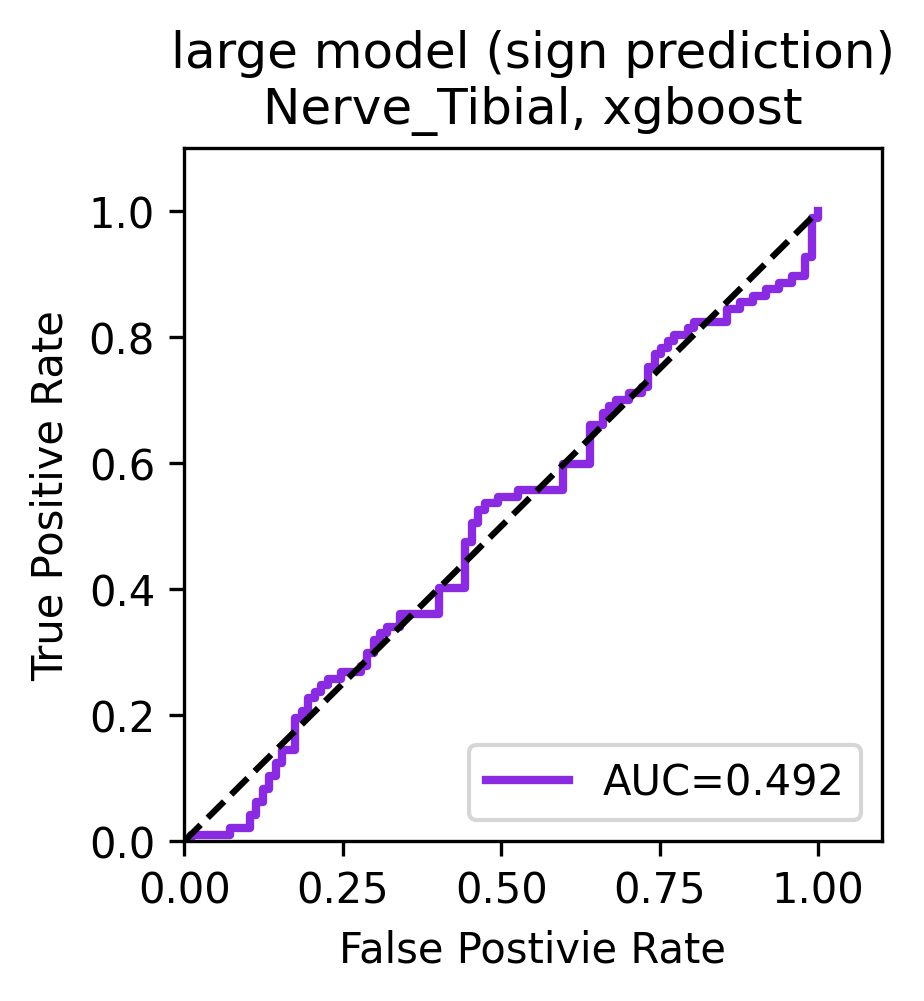 large model (sign prediction)
Nerve_Tibial, xgboost
1.0
0.8
0.6
0.4
0.2
0.0
True Positive Rate
AUC=0.492
0.00 0.25 0.50 0.75 1.00
False Postivie Rate